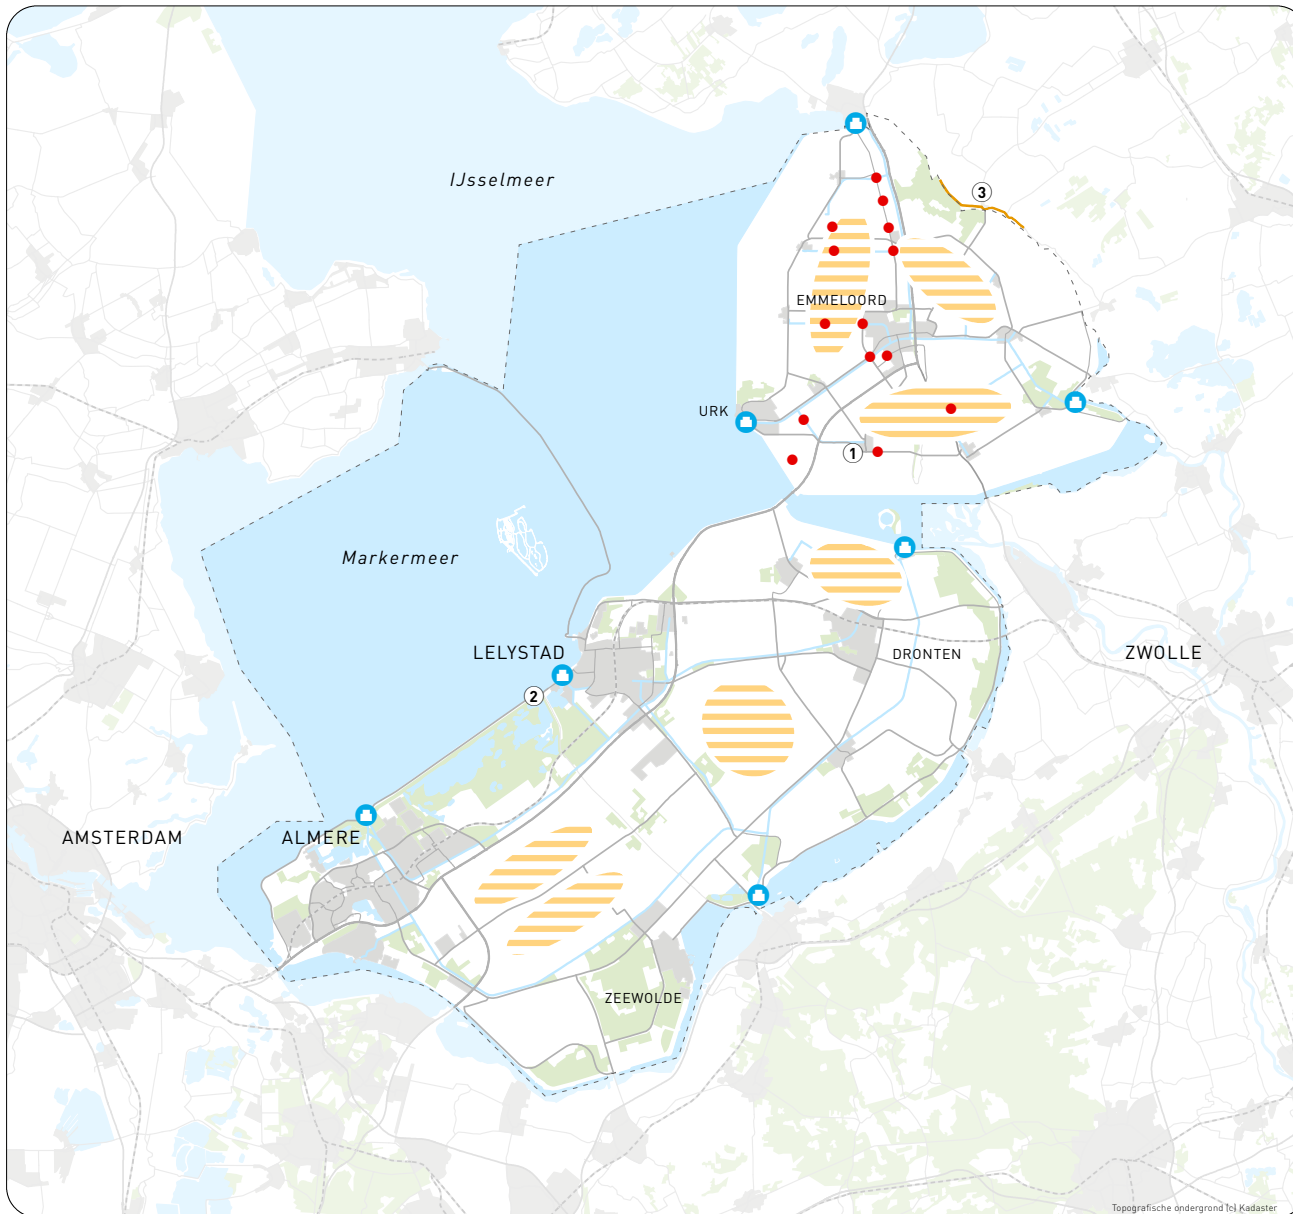 IJsselmeer
3
EMMELOORD
URK
1
Markermeer
LELYSTAD
DRONTEN
ZWOLLE
2
AMSTERDAM
ALMERE
ZEEWOLDE
Topografische ondergrond (c) Kadaster